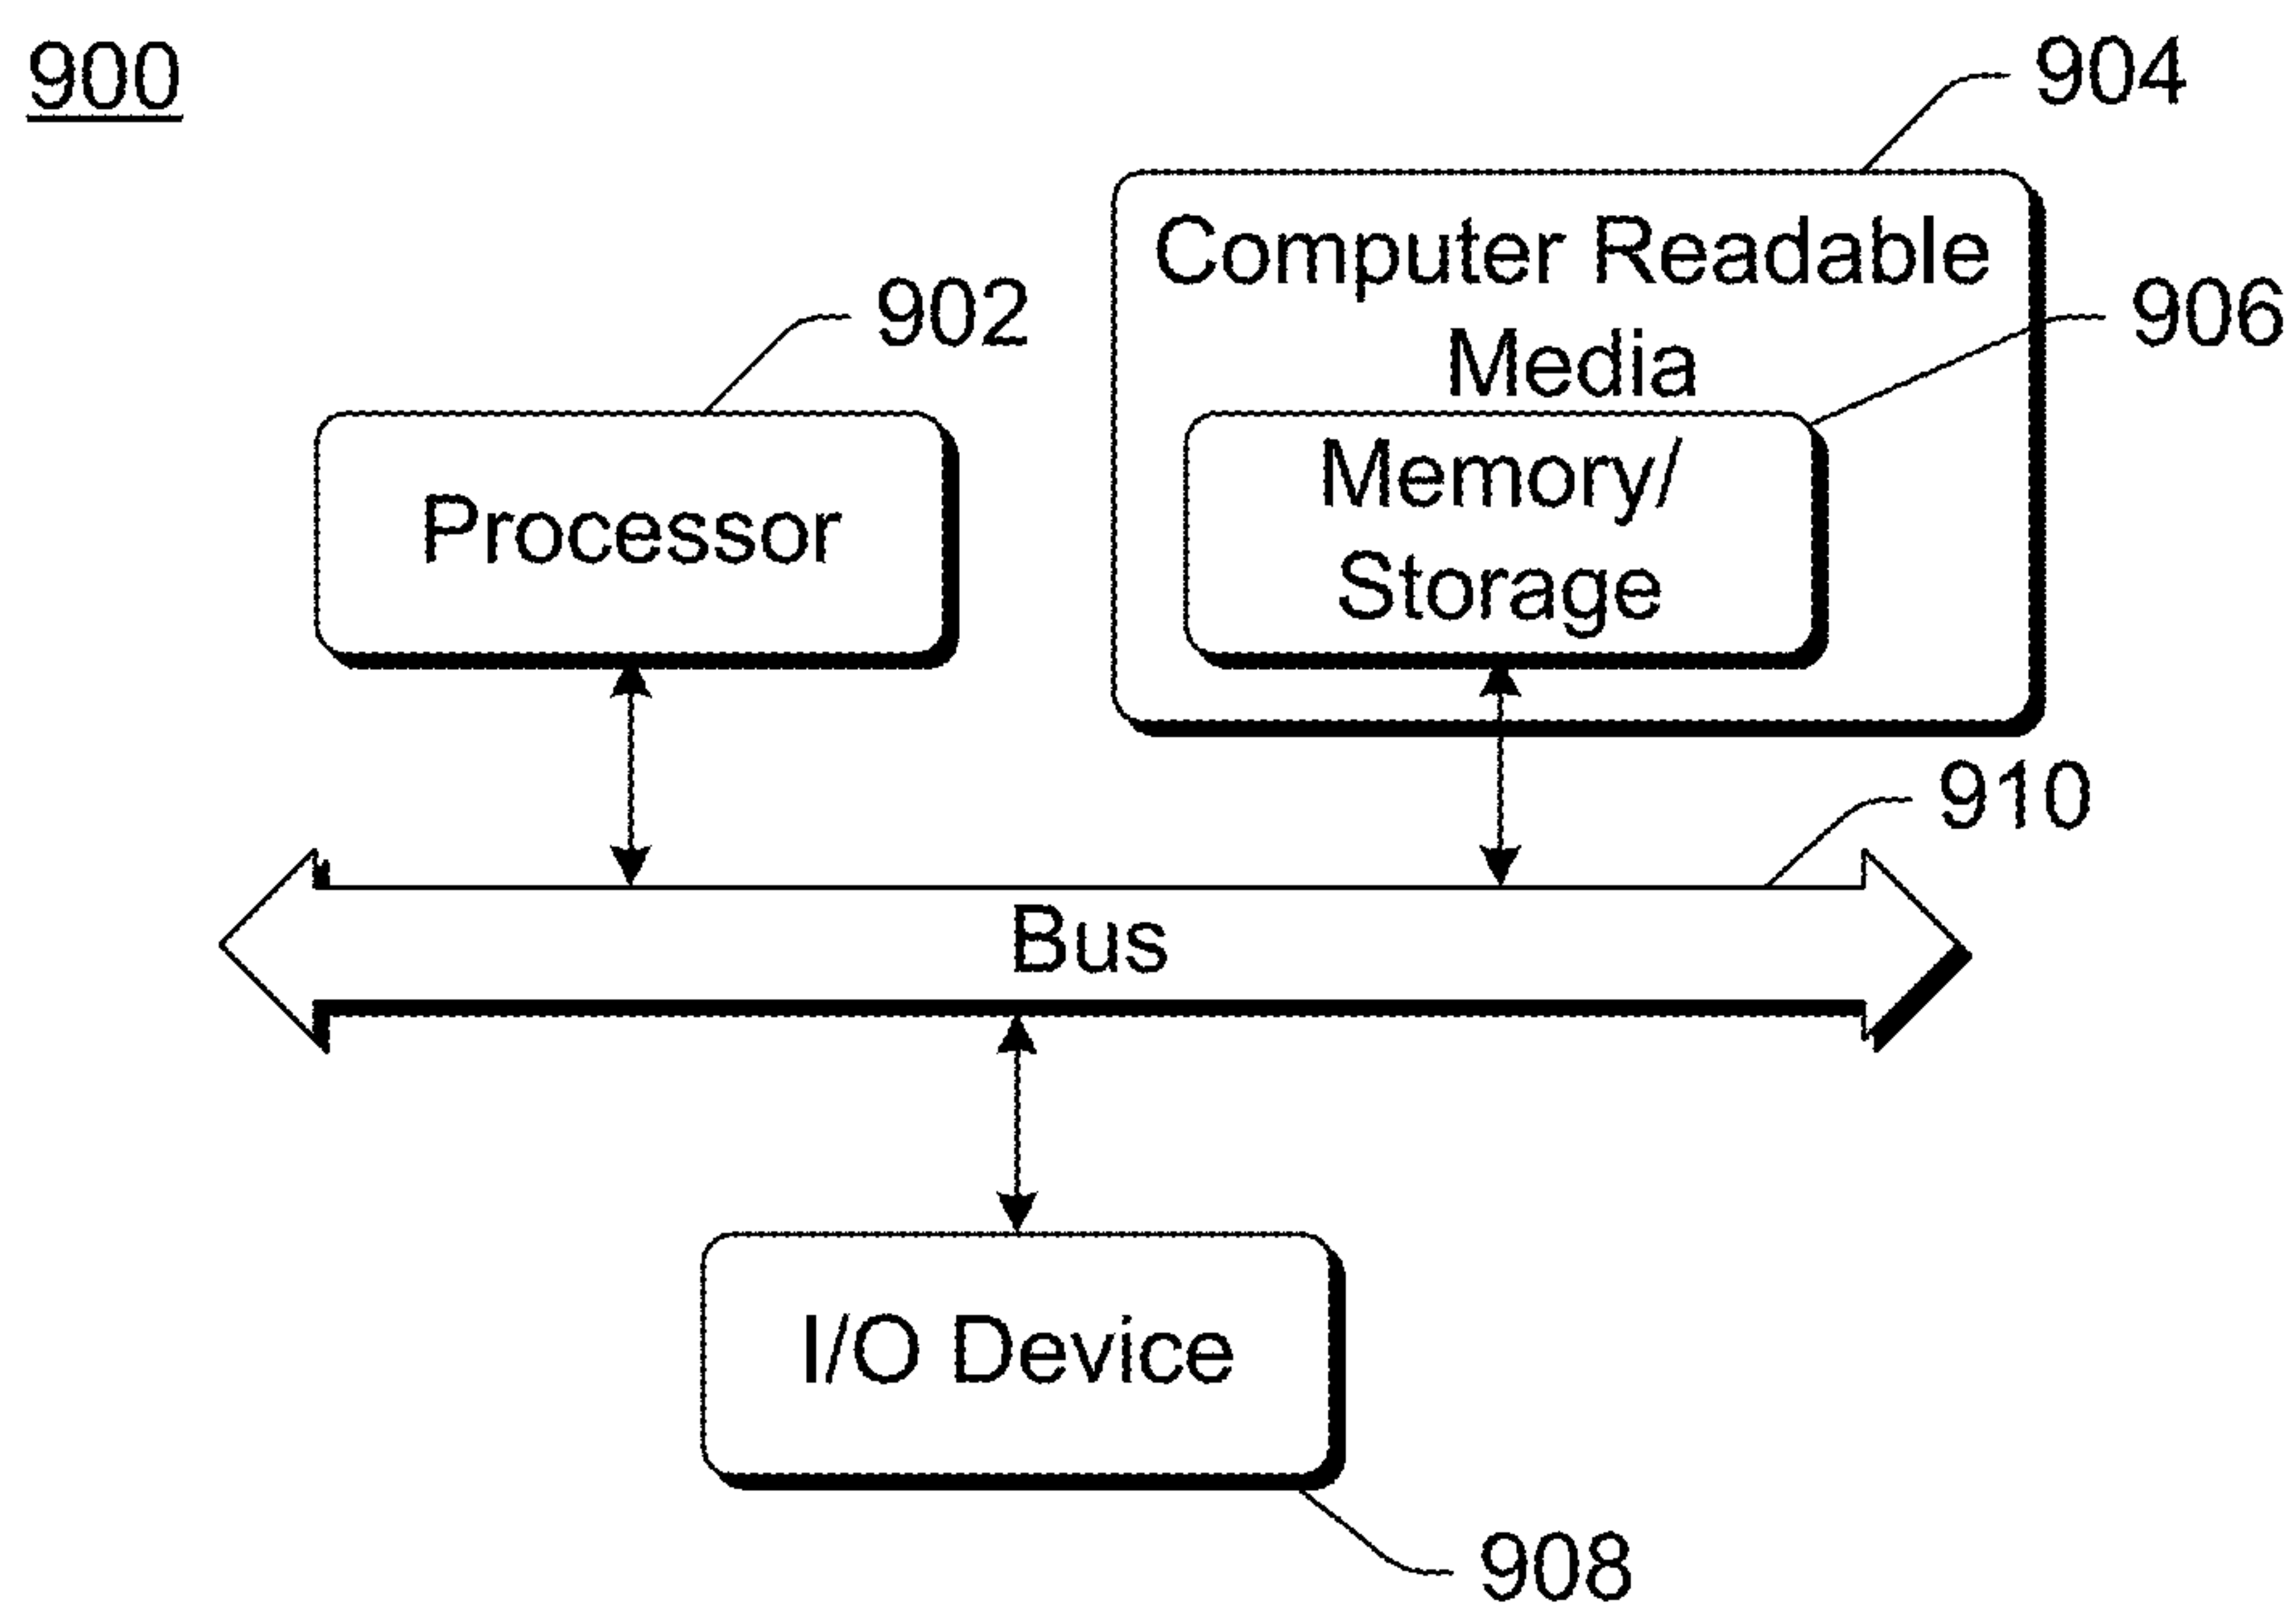 900
904
Computer Readable
902
906
Media
Memory/
Processor
Storage
910
Bus
I/O Device
908